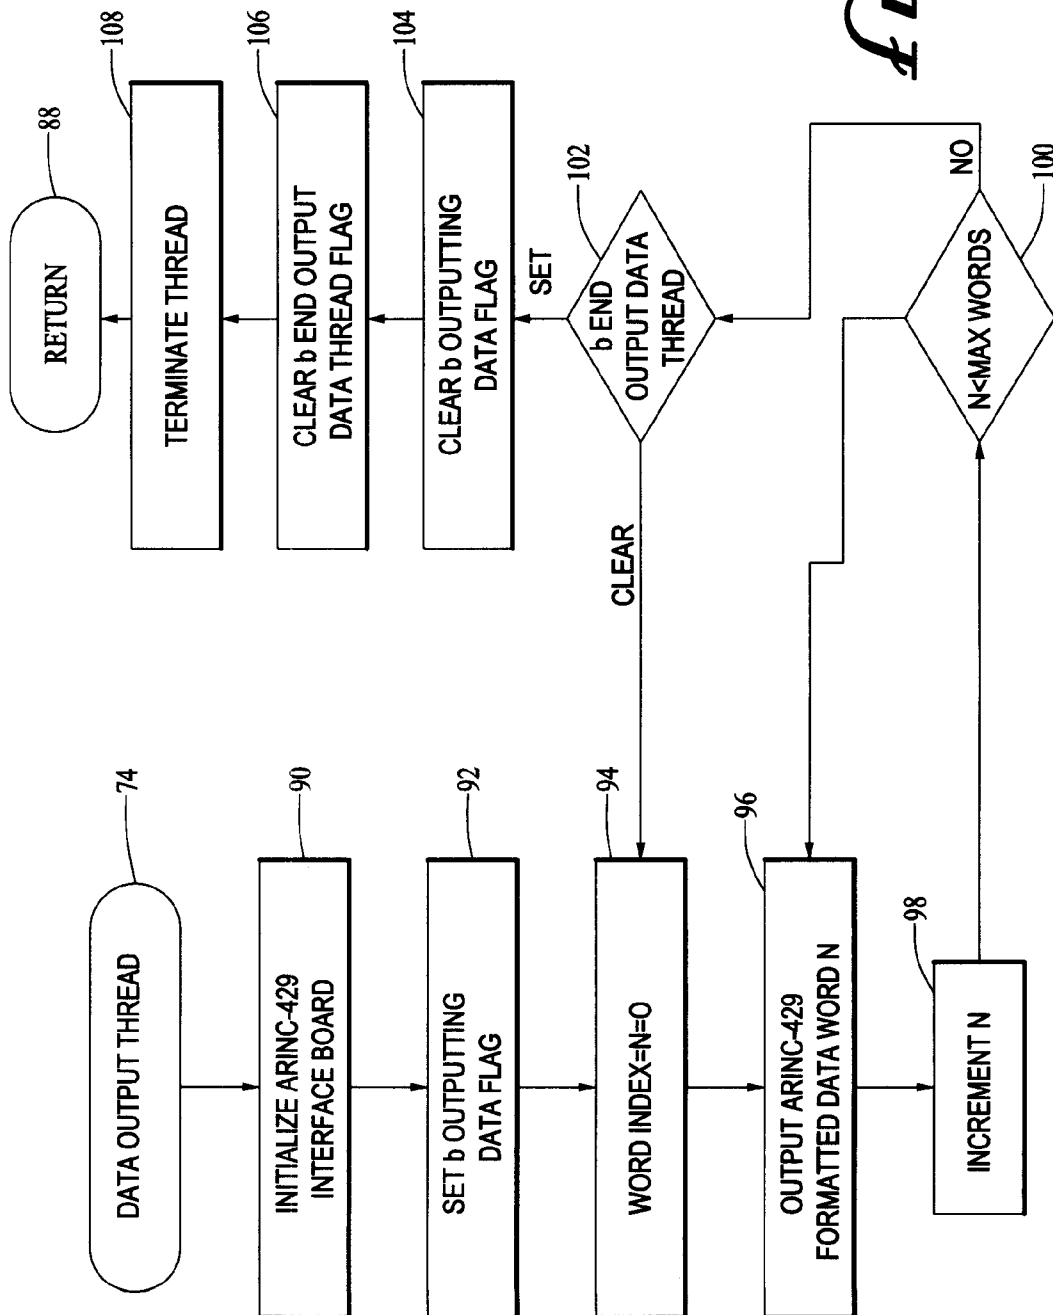 DATA OUTPUT THREAD
74
INITIALIZE ARINC-429
INTERFACE BOARD
90
SET b OUTPUTTING
DATA FLAG
92
WORD INDEX=N=0
94
OUTPUT ARINC-429
FORMATTED DATA WORD N
96
INCREMENT N
98
N<MAX WORDS
100
NO
b END
OUTPUT DATA
THREAD
102
CLEAR
SET
CLEAR b OUTPUTTING
DATA FLAG
104
CLEAR b END OUTPUT
DATA THREAD FLAG
106
TERMINATE THREAD
108
RETURN
88